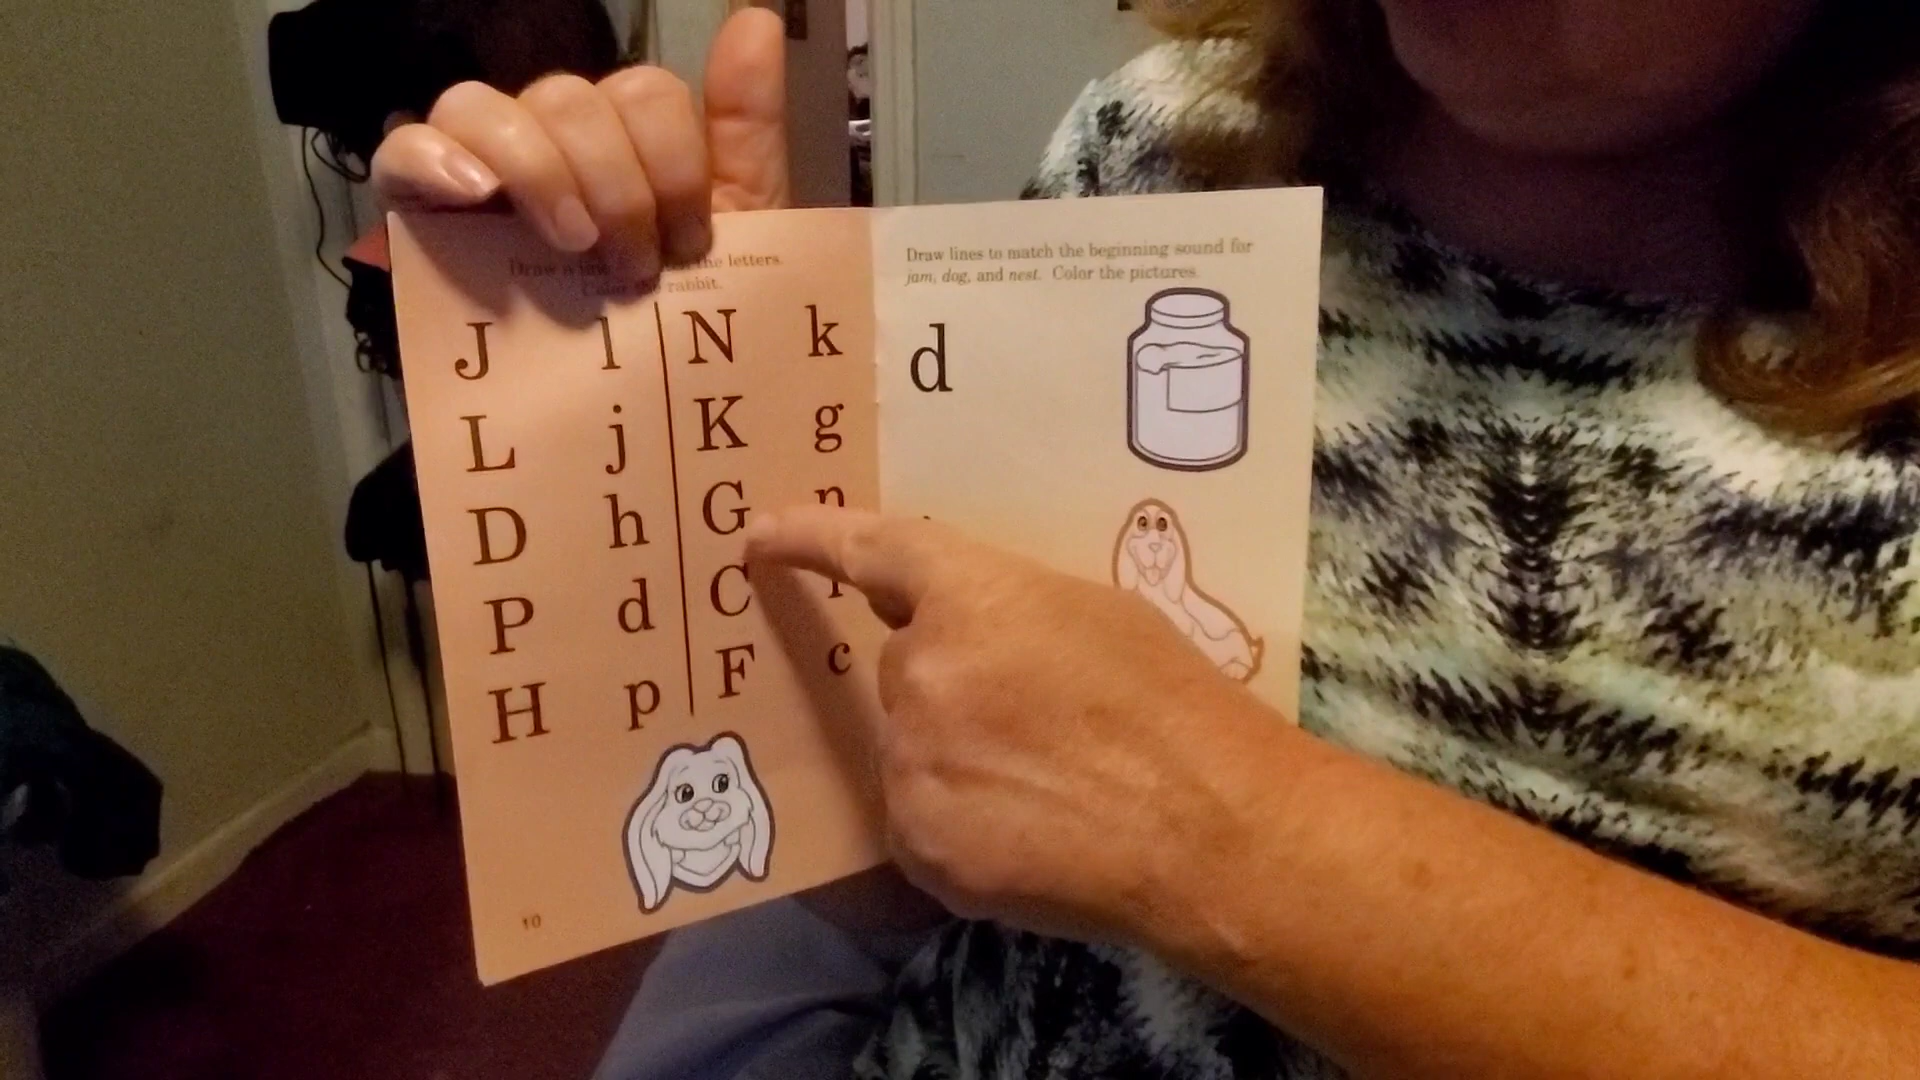 Draw a line the letters.
Color the rabbit.
J l N k
L j K g
D h G n
P d C
H p F c
10
Draw lines to match the beginning sound for
jam, dog, and nest. Color the pictures.
d